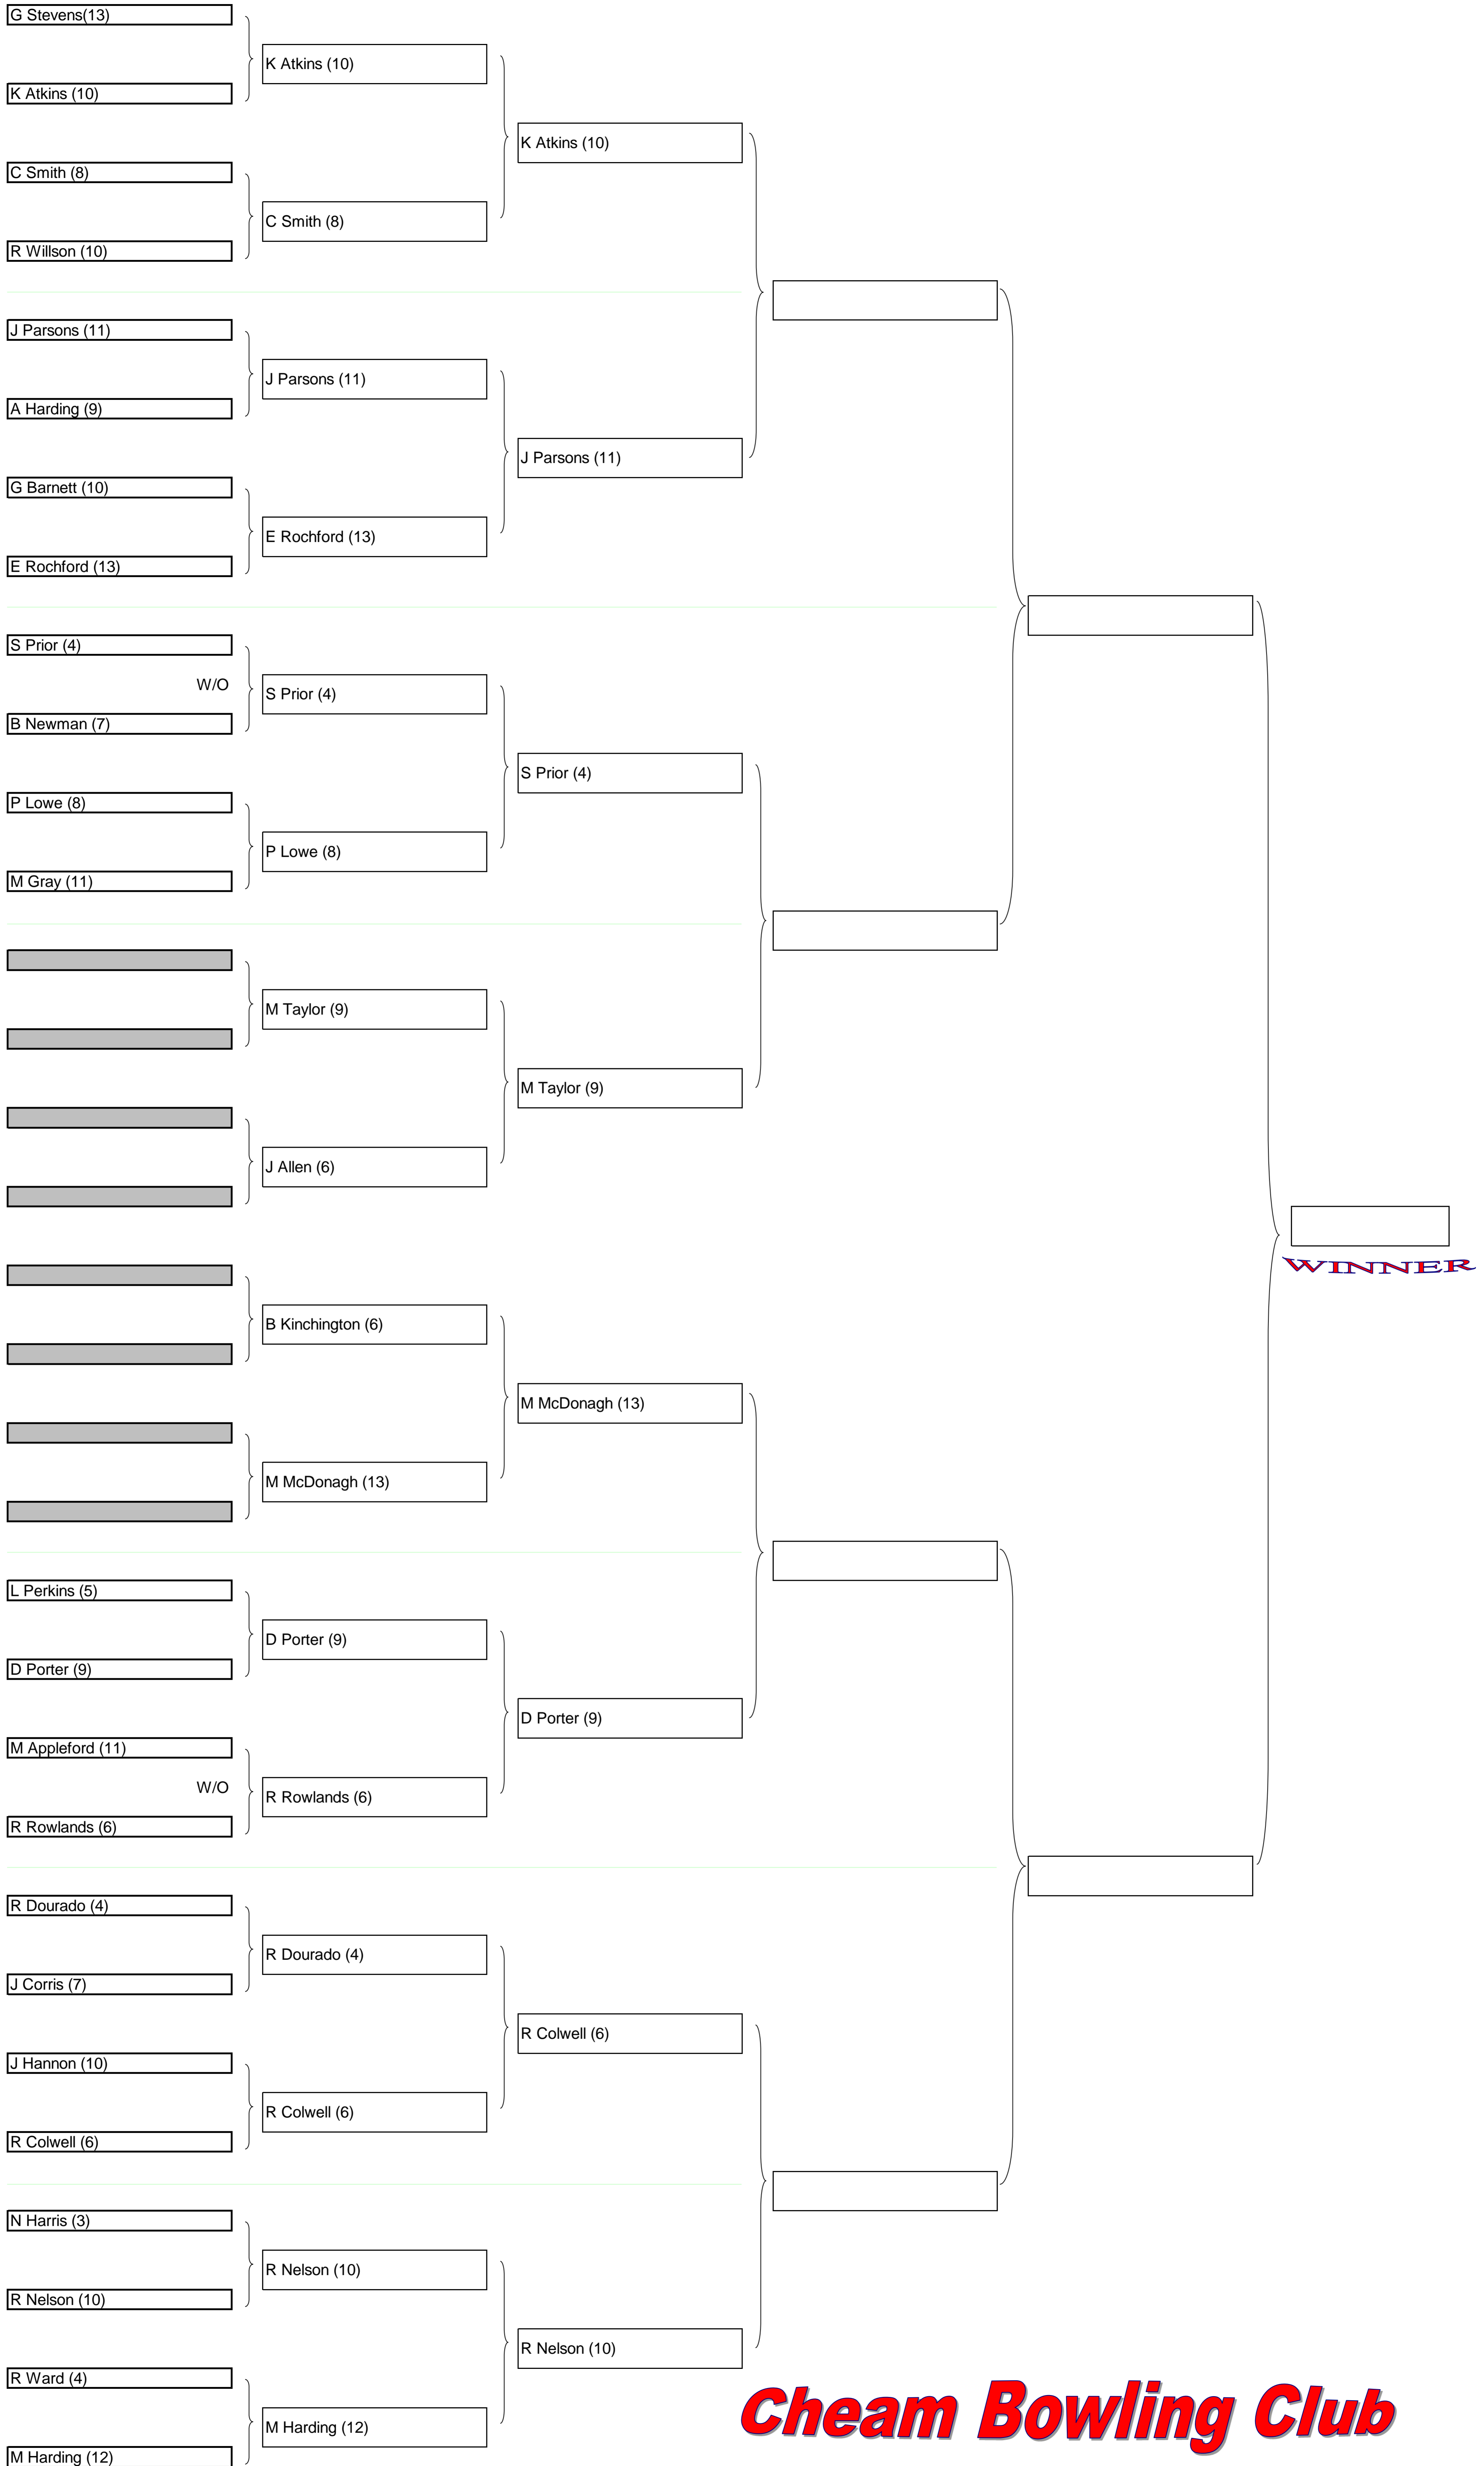 G Stevens(13)
K Atkins (10)
K Atkins (10)
K Atkins (10)
C Smith (8)
C Smith (8)
R Willson (10)
J Parsons (11)
J Parsons (11)
A Harding (9)
J Parsons (11)
G Barnett (10)
E Rochford (13)
E Rochford (13)
S Prior (4)
W/O
S Prior (4)
B Newman (7)
S Prior (4)
P Lowe (8)
P Lowe (8)
M Gray (11)
M Taylor (9)
M Taylor (9)
J Allen (6)
WINNER
B Kinchington (6)
M McDonagh (13)
M McDonagh (13)
L Perkins (5)
D Porter (9)
D Porter (9)
D Porter (9)
M Appleford (11)
W/O
R Rowlands (6)
R Rowlands (6)
R Dourado (4)
R Dourado (4)
J Corris (7)
R Colwell (6)
J Hannon (10)
R Colwell (6)
R Colwell (6)
N Harris (3)
R Nelson (10)
R Nelson (10)
R Nelson (10)
R Ward (4)
M Harding (12)
M Harding (12)
Cheam Bowling Club